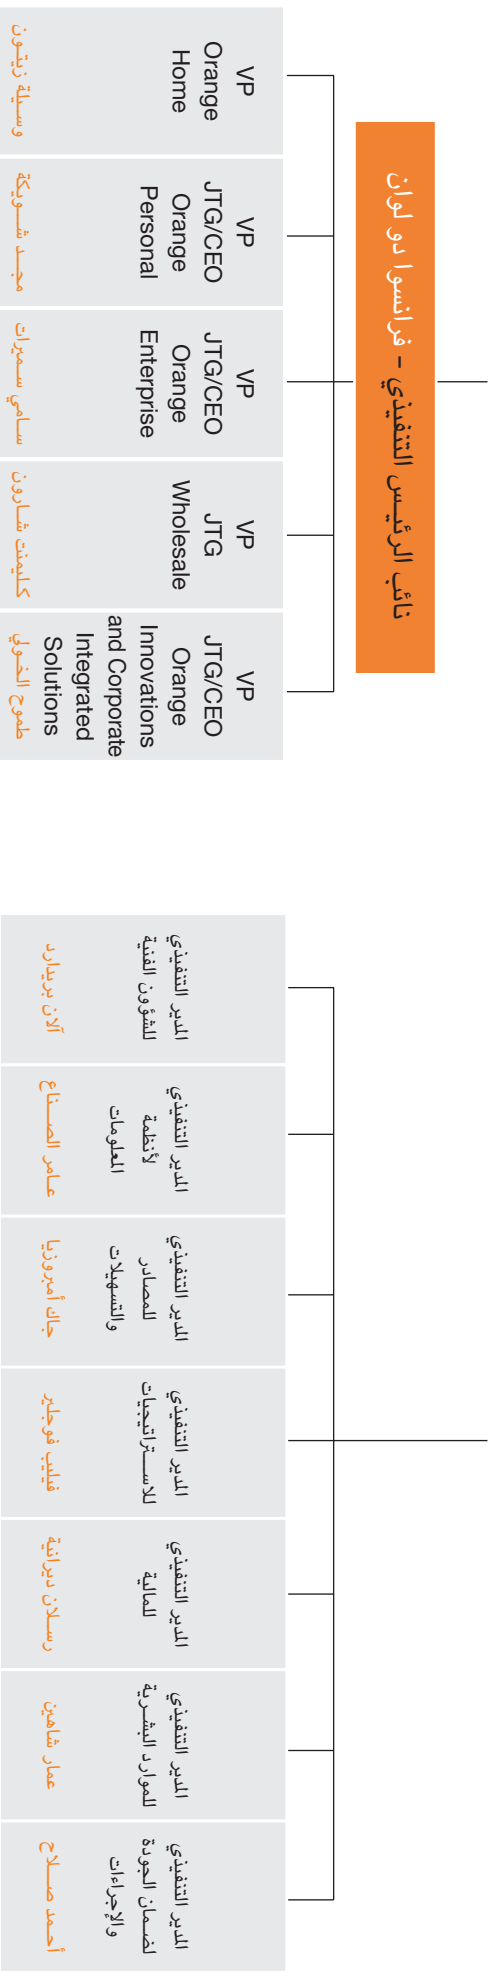 نائب الرئيس التنفيذي - فرانسوا دو لوان
VP
Orange
Home
وسيلة زيتون
VP
JTG/CEO
Orange
Personal
مجد شويكة
VP
JTG/CEO
Orange
Enterprise
سامي سميرات
VP
JTG
Wholesale
كليمنت شارون
VP
JTG/CEO
Orange
Innovations
and Corporate
Integrated
Solutions
طموح الخولي
المدير التنفيذي
للشؤون الفنية
آلان بريدارد
المدير التنفيذي
لأنظمة
المعلومات
عامر الصناع
المدير التنفيذي
للمصادر
والتسهيلات
جاك أمبروزيا
المدير التنفيذي
للاستراتيجيات
فيليب فوجلير
المدير التنفيذي
للمالية
رسلان ديرانية
المدير التنفيذي
للموارد البشرية
عمار شاهين
المدير التنفيذي
لضمان الجودة
والإجراءات
أحمد صلاح